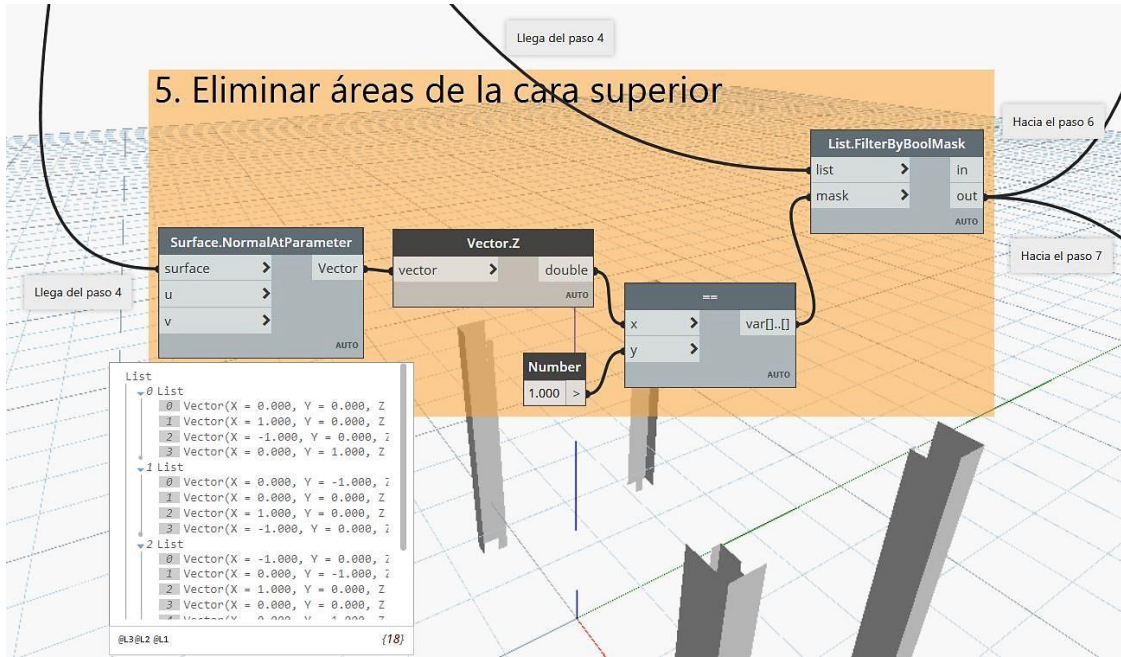 Llega del paso 4
5. Eliminar áreas de la cara superior
Hacia el paso 6
List.FilterByBoolMask
list > in
mask > out
AUTO
Hacia el paso 7
Llega del paso 4
Surface.NormalAtParameter
surface > Vector
u >
v >
AUTO
Vector.Z
vector > double
AUTO
==
x > var[]..[]
y >
AUTO
Number
1.000 >
List
0 List
0 Vector(X = 0.000, Y = 0.000, Z
1 Vector(X = 1.000, Y = 0.000, Z
2 Vector(X = -1.000, Y = 0.000, Z
3 Vector(X = 0.000, Y = 1.000, Z
1 List
0 Vector(X = 0.000, Y = -1.000, Z
1 Vector(X = 0.000, Y = 0.000, Z
2 Vector(X = 1.000, Y = 0.000, Z
3 Vector(X = -1.000, Y = 0.000, Z
2 List
0 Vector(X = -1.000, Y = 0.000, Z
1 Vector(X = 0.000, Y = -1.000, Z
2 Vector(X = 1.000, Y = 0.000, Z
3 Vector(X = 0.000, Y = 0.000, Z
@L3 @L2 @L1 {18}